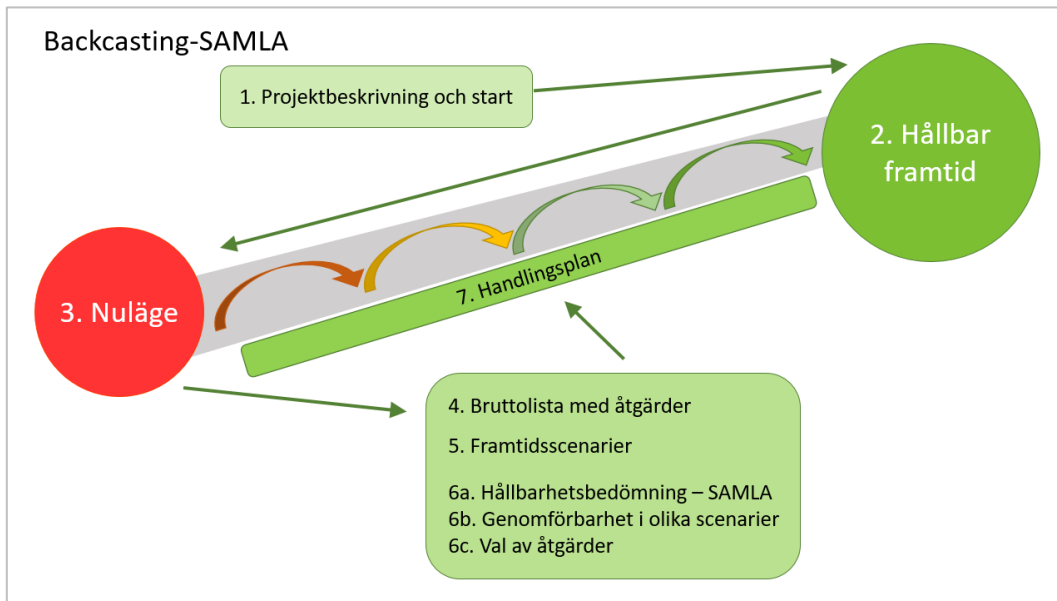 Backcasting-SAMLA
1. Projektbeskrivning och start
2. Hållbar
framtid
3. Nuläge
7. Handlingsplan
4. Bruttolista med åtgärder
5. Framtidsscenarier
6a. Hållbarhetsbedömning – SAMLA
6b. Genomförbarhet i olika scenarier
6c. Val av åtgärder